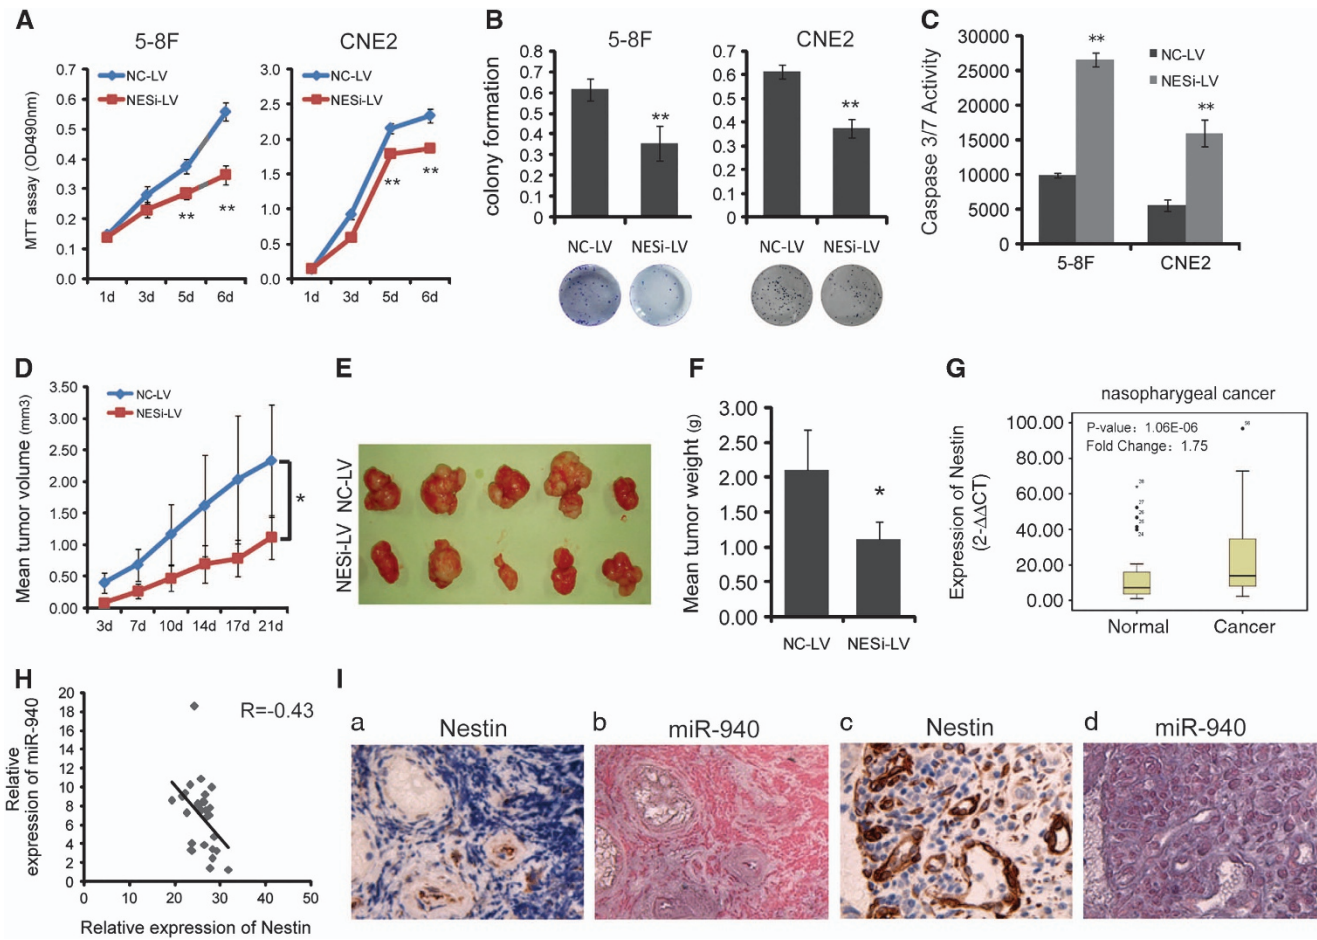 A
5-8F
CNE2
MTT assay (OD490nm)
0.7
0.6
0.5
0.4
0.3
0.2
0.1
0.0
NC-LV
NESi-LV
**
**
1d 3d 5d 6d
3.0
2.5
2.0
1.5
1.0
0.5
0.0
NC-LV
NESi-LV
**
**
1d 3d 5d 6d
B
5-8F
CNE2
colony formation
0.8
0.7
0.6
0.5
0.4
0.3
0.2
0.1
0
**
NC-LV NESi-LV
0.7
0.6
0.5
0.4
0.3
0.2
0.1
0
**
NC-LV NESi-LV
C
Caspase 3/7 Activity
30000
25000
20000
15000
10000
5000
0
**
**
NC-LV
NESi-LV
5-8F CNE2
D
Mean tumor volume (mm3)
3.50
3.00
2.50
2.00
1.50
1.00
0.50
0.00
NC-LV
NESi-LV
*
3d 7d 10d 14d 17d 21d
E
NC-LV
NESi-LV
F
Mean tumor weight (g)
3.00
2.50
2.00
1.50
1.00
0.50
0.00
*
NC-LV NESi-LV
G
nasopharygeal cancer
P-value: 1.06E-06
Fold Change: 1.75
Expression of Nestin
(2-ΔΔCT)
100.00
80.00
60.00
40.00
20.00
0.00
Normal Cancer
H
Relative
expression of miR-940
20
18
16
14
12
10
8
6
4
2
0
R=-0.43
0 10 20 30 40 50
Relative expression of Nestin
I
a Nestin
b miR-940
c Nestin
d miR-940